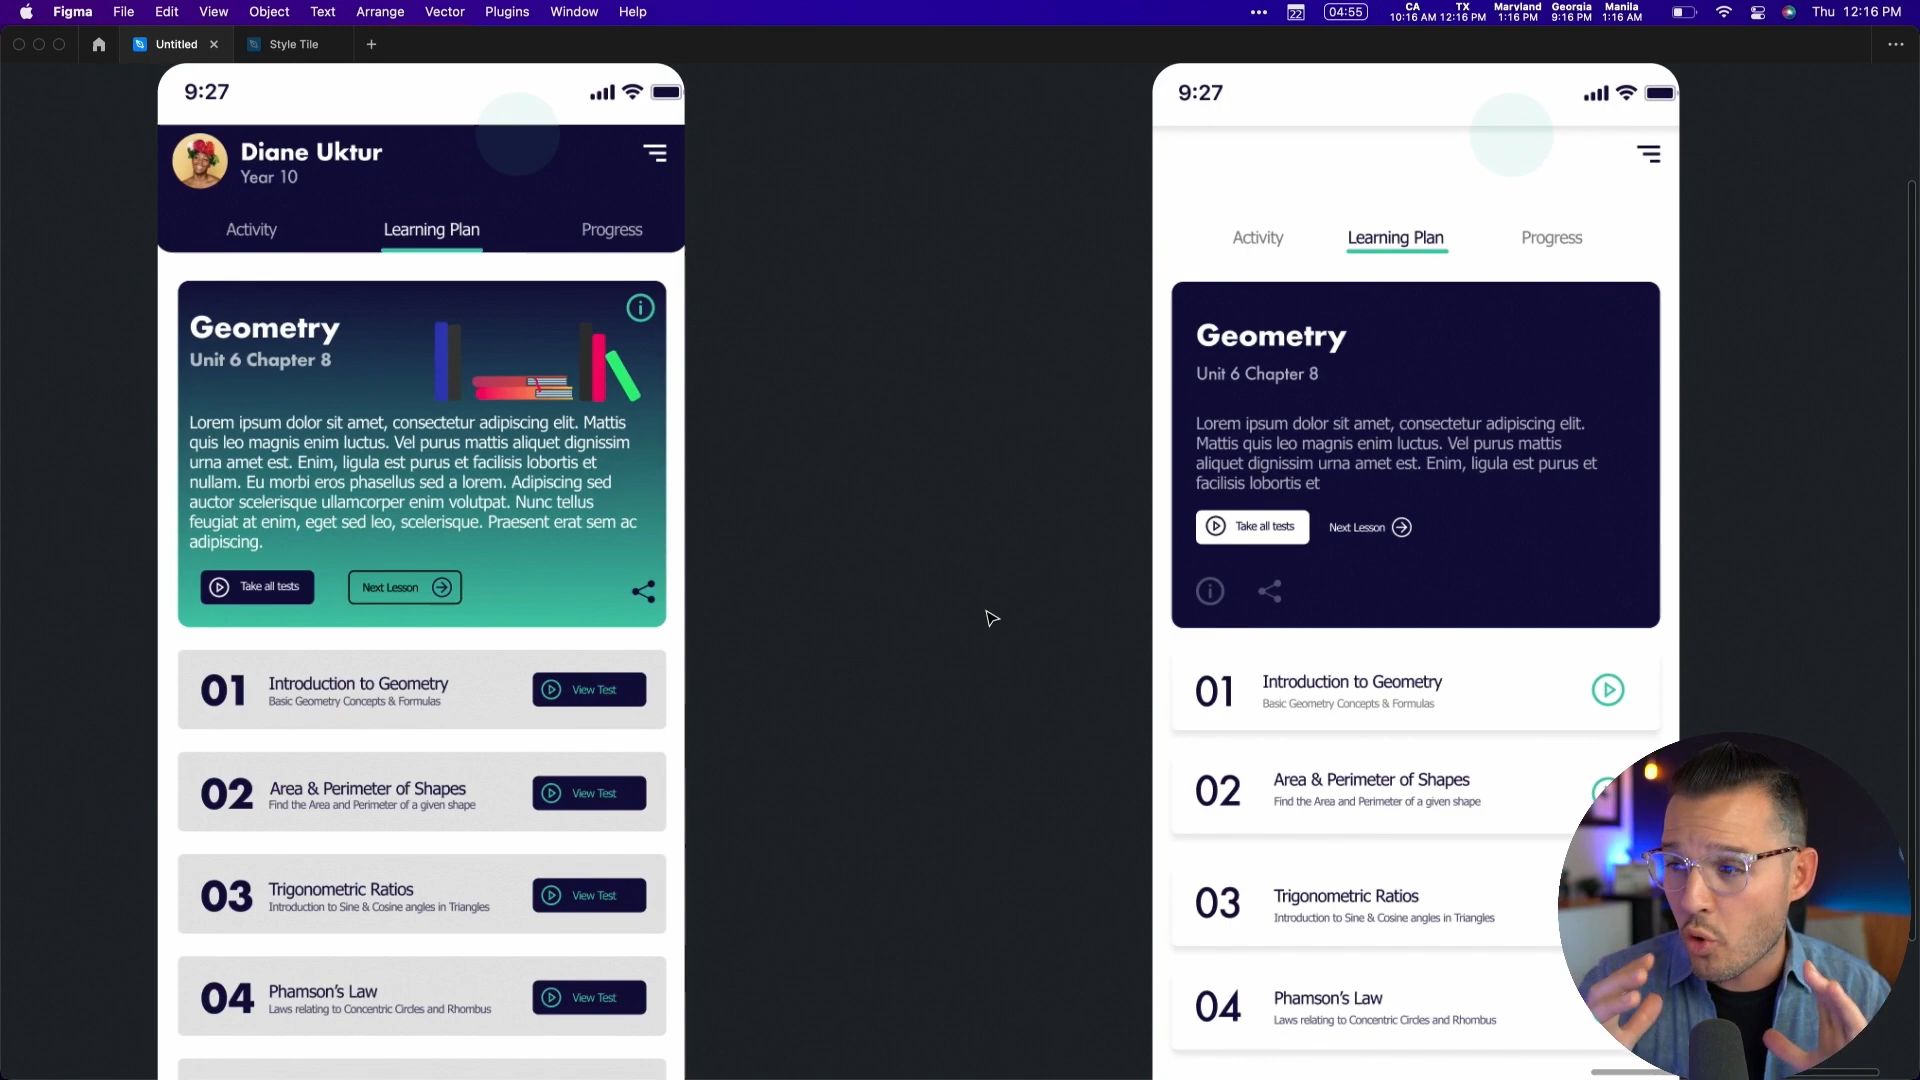 Figma File Edit View Object Text Arrange Vector Plugins Window Help
22 04:55 CA 10:16 AM TX 12:16 PM Maryland 1:16 PM Georgia 9:16 PM Manila 1:16 AM Thu 12:16 PM
Untitled Style Tile
9:27
Diane Uktur
Year 10
Activity Learning Plan Progress
Geometry
Unit 6 Chapter 8
Lorem ipsum dolor sit amet, consectetur adipiscing elit. Mattis
quis leo magnis enim luctus. Vel purus mattis aliquet dignissim
urna amet est. Enim, ligula est purus et facilisis lobortis et
nullam. Eu morbi eros phasellus sed a lorem. Adipiscing sed
auctor scelerisque ullamcorper enim volutpat. Nunc tellus
feugiat at enim, eget sed leo, scelerisque. Praesent erat sem ac
adipiscing.
Take all tests Next Lesson
01 Introduction to Geometry
Basic Geometry Concepts & Formulas
View Test
02 Area & Perimeter of Shapes
Find the Area and Perimeter of a given shape
View Test
03 Trigonometric Ratios
Introduction to Sine & Cosine angles in Triangles
View Test
04 Phamson's Law
Laws relating to Concentric Circles and Rhombus
View Test
9:27
Activity Learning Plan Progress
Geometry
Unit 6 Chapter 8
Lorem ipsum dolor sit amet, consectetur adipiscing elit.
Mattis quis leo magnis enim luctus. Vel purus mattis
aliquet dignissim urna amet est. Enim, ligula est purus et
facilisis lobortis et
Take all tests Next Lesson
01 Introduction to Geometry
Basic Geometry Concepts & Formulas
02 Area & Perimeter of Shapes
Find the Area and Perimeter of a given shape
03 Trigonometric Ratios
Introduction to Sine & Cosine angles in Triangles
04 Phamson's Law
Laws relating to Concentric Circles and Rhombus